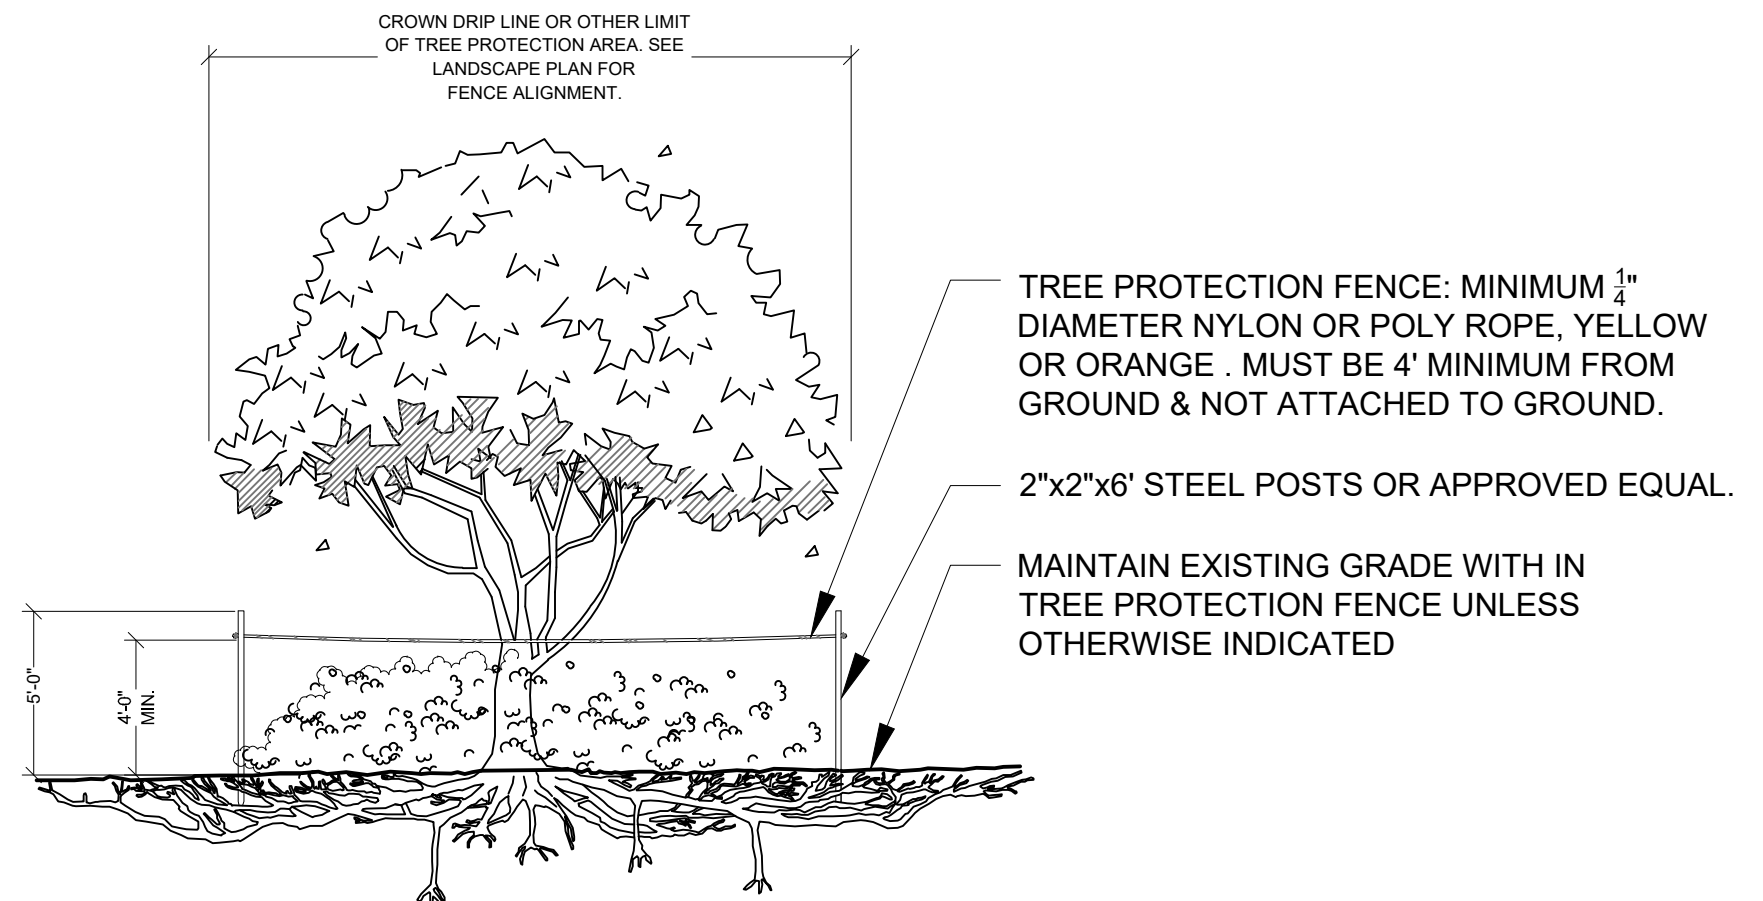 CROWN DRIP LINE OR OTHER LIMIT
OF TREE PROTECTION AREA. SEE
LANDSCAPE PLAN FOR
FENCE ALIGNMENT.
TREE PROTECTION FENCE: MINIMUM 1/4"
DIAMETER NYLON OR POLY ROPE, YELLOW
OR ORANGE . MUST BE 4' MINIMUM FROM
GROUND & NOT ATTACHED TO GROUND.
2"x2"x6' STEEL POSTS OR APPROVED EQUAL.
MAINTAIN EXISTING GRADE WITH IN
TREE PROTECTION FENCE UNLESS
OTHERWISE INDICATED
5'-0"
4'-0"
MIN.